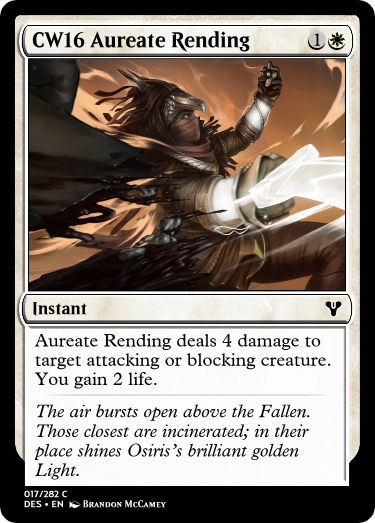 CW16 Aureate Rending 1
Instant
Aureate Rending deals 4 damage to
target attacking or blocking creature.
You gain 2 life.
The air bursts open above the Fallen.
Those closest are incinerated; in their
place shines Osiris's brilliant golden
Light.
017/282 C
DES • EN Brandon McCamey